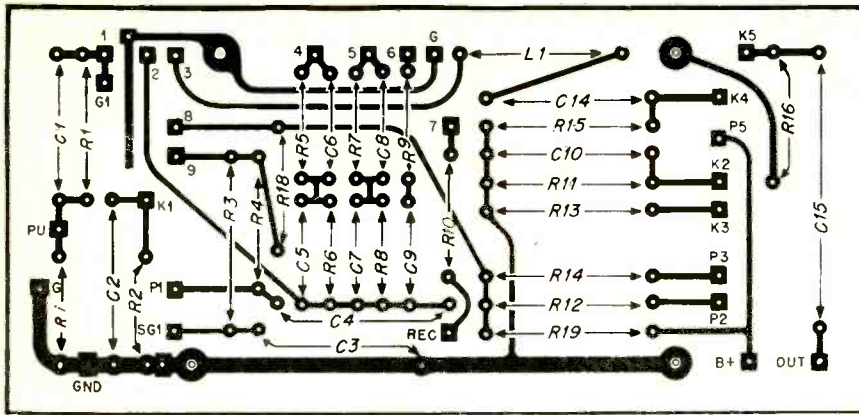 1
2
3
4
5
6
G
L1
K5
G1
C1
R1
8
9
R3
R4
R18
R5
C6
R7
C8
R9
7
R10
C14
K4
R15
C10
R11
K2
R13
K3
P5
R16
C15
PU
K1
G
Ri
C2
R2
P1
SG1
C5
R6
C7
R8
C9
C4
C3
REC
R14
P3
R12
P2
R19
GND
B+
OUT